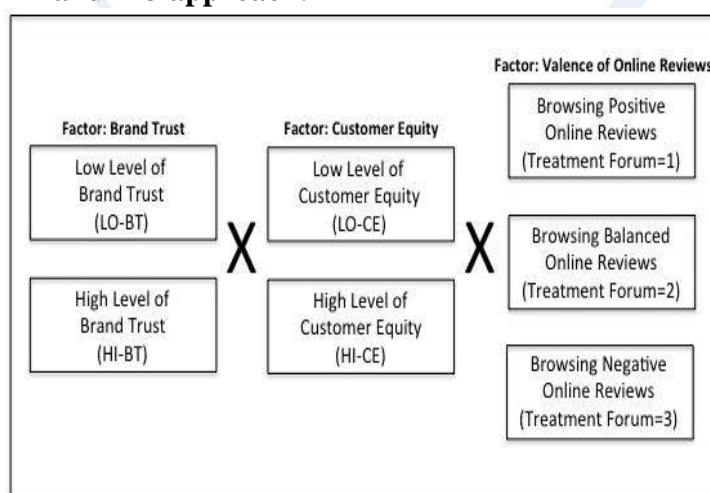 Factor: Valence of Online Reviews
Factor: Brand Trust
Factor: Customer Equity
Low Level of
Brand Trust
(LO-BT)
High Level of
Brand Trust
(HI-BT)
X
Low Level of
Customer Equity
(LO-CE)
High Level of
Customer Equity
(HI-CE)
X
Browsing Positive
Online Reviews
(Treatment Forum=1)
Browsing Balanced
Online Reviews
(Treatment Forum=2)
Browsing Negative
Online Reviews
(Treatment Forum=3)